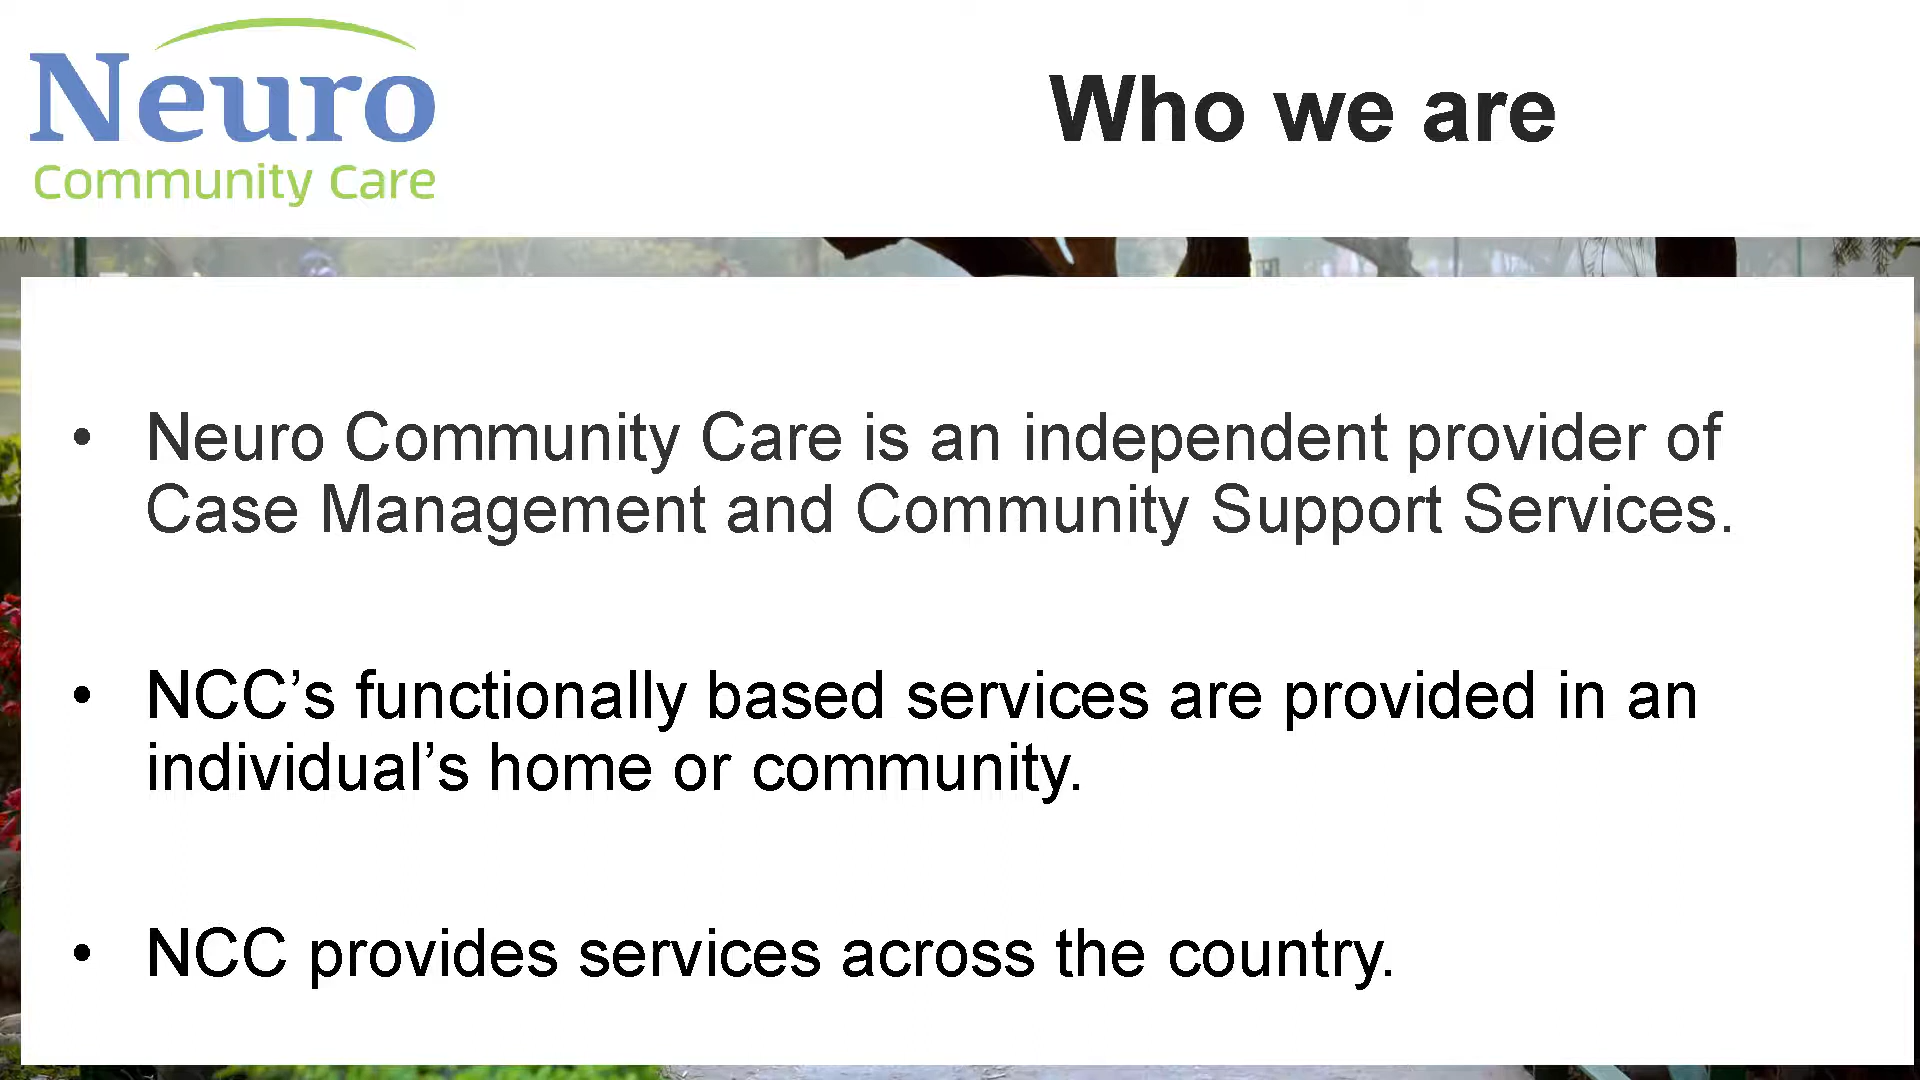 Neuro
Community Care
Who we are
• Neuro Community Care is an independent provider of
Case Management and Community Support Services.
• NCC’s functionally based services are provided in an
individual’s home or community.
• NCC provides services across the country.